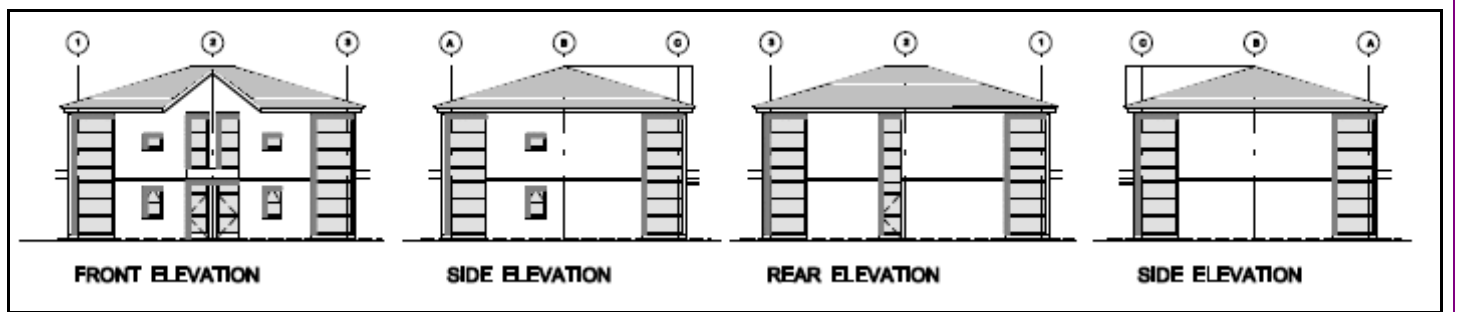 1 2 3 A B C 3 2 1 C B A
FRONT ELEVATION SIDE ELEVATION REAR ELEVATION SIDE ELEVATION